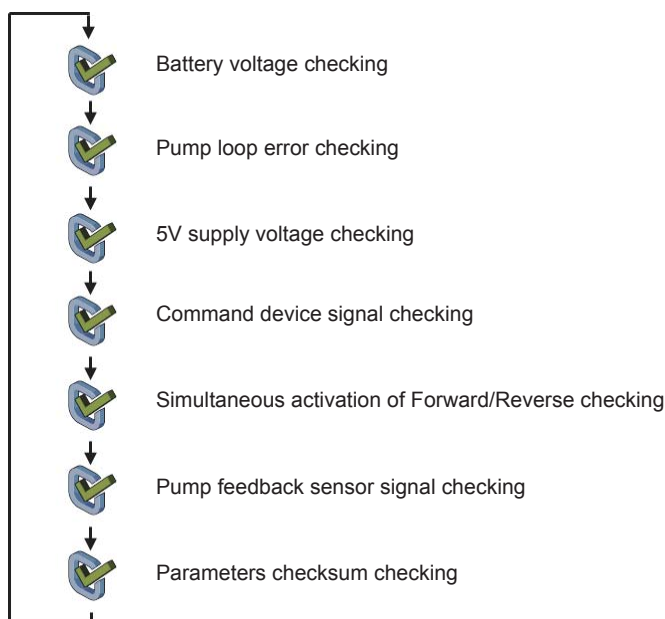 Battery voltage checking
Pump loop error checking
5V supply voltage checking
Command device signal checking
Simultaneous activation of Forward/Reverse checking
Pump feedback sensor signal checking
Parameters checksum checking